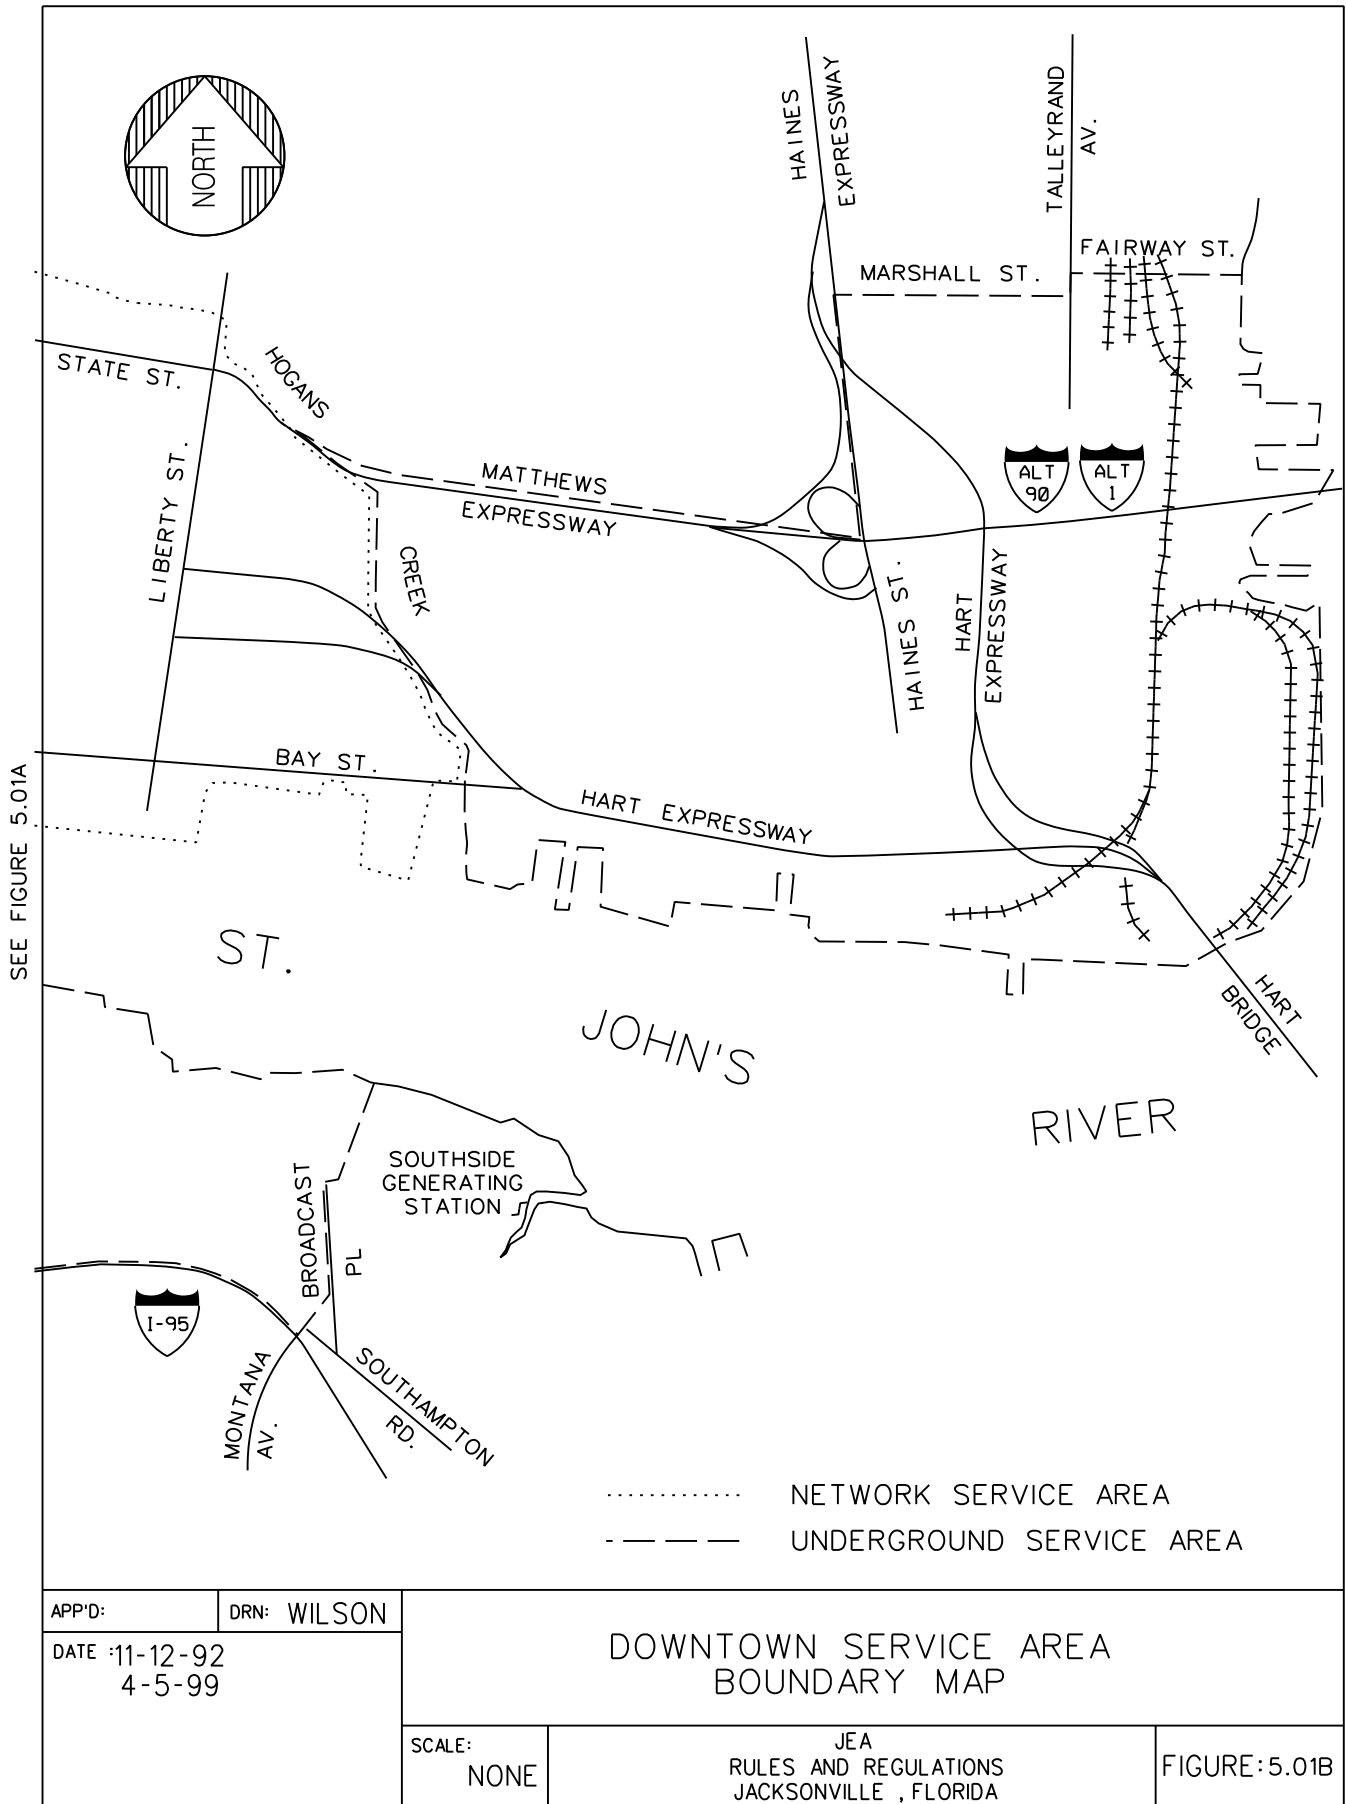 HAINES
EXPRESSWAY
TALLEYRAND
AV.
NORTH
FAIRWAY ST.
MARSHALL ST.
STATE ST.
HOGANS
LIBERTY ST.
MATTHEWS
EXPRESSWAY
ALT
90
ALT
1
CREEK
HAINES ST.
HART
EXPRESSWAY
BAY ST.
HART EXPRESSWAY
SEE FIGURE 5.01A
ST.
JOHN'S
RIVER
HART
BRIDGE
SOUTHSIDE
GENERATING
STATION
BROADCAST
PL
I-95
MONTANA
AV.
SOUTHAMPTON
RD.
NETWORK SERVICE AREA
UNDERGROUND SERVICE AREA
APP'D:
DRN: WILSON
DATE :11-12-92
4-5-99
DOWNTOWN SERVICE AREA
BOUNDARY MAP
SCALE:
NONE
JEA
RULES AND REGULATIONS
JACKSONVILLE , FLORIDA
FIGURE:5.01B